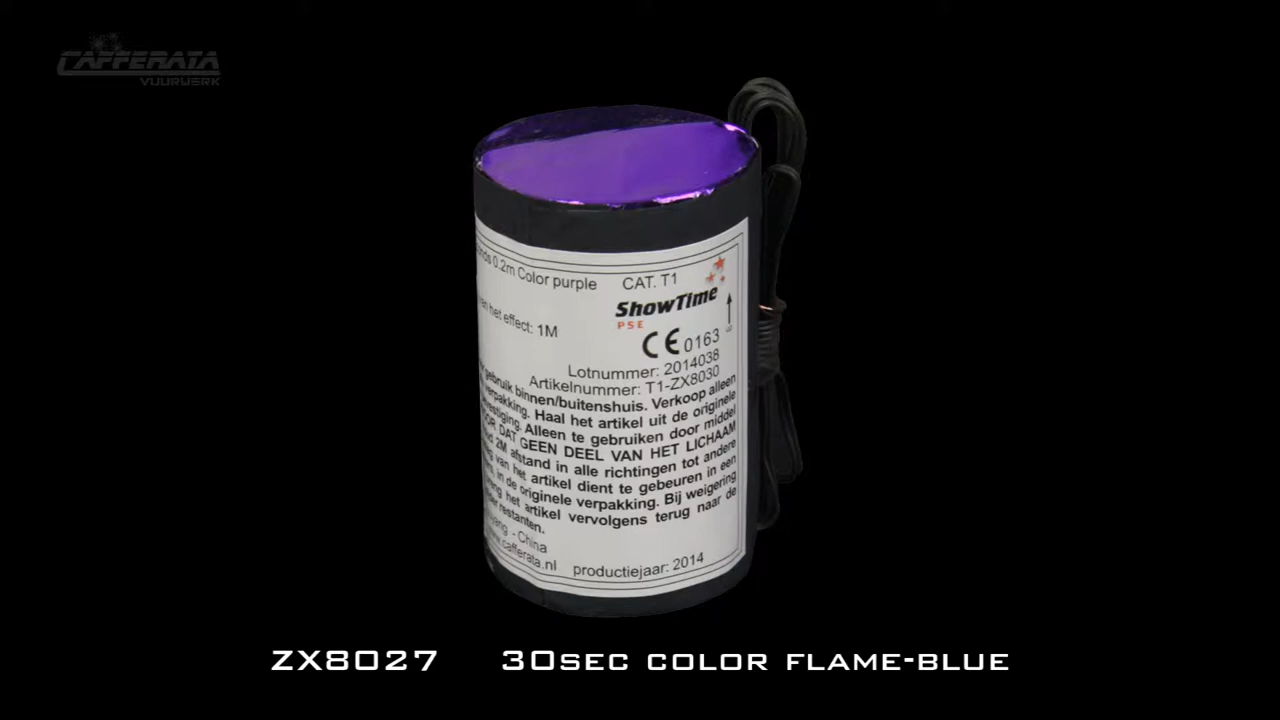 CAFFERATA
VUURWERK
0.2m Color purple
CAT. T1
ShowTime
PSE
het effect: 1M
CE 0163
Lotnummer: 2014038
Artikelnummer: T1-ZX8030
gebruik binnen/buitenshuis. Verkoop alleen
verpakking. Haal het artikel uit de originele
Alleen te gebruiken door middel
DAT GEEN DEEL VAN HET LICHAAM
2M afstand in alle richtingen tot andere
van het artikel dient te gebeuren in een
in de originele verpakking. Bij weigering
het artikel vervolgens terug naar de
restanten.
- China
www.cafferata.nl
productiejaar: 2014
ZX8027 30SEC COLOR FLAME-BLUE